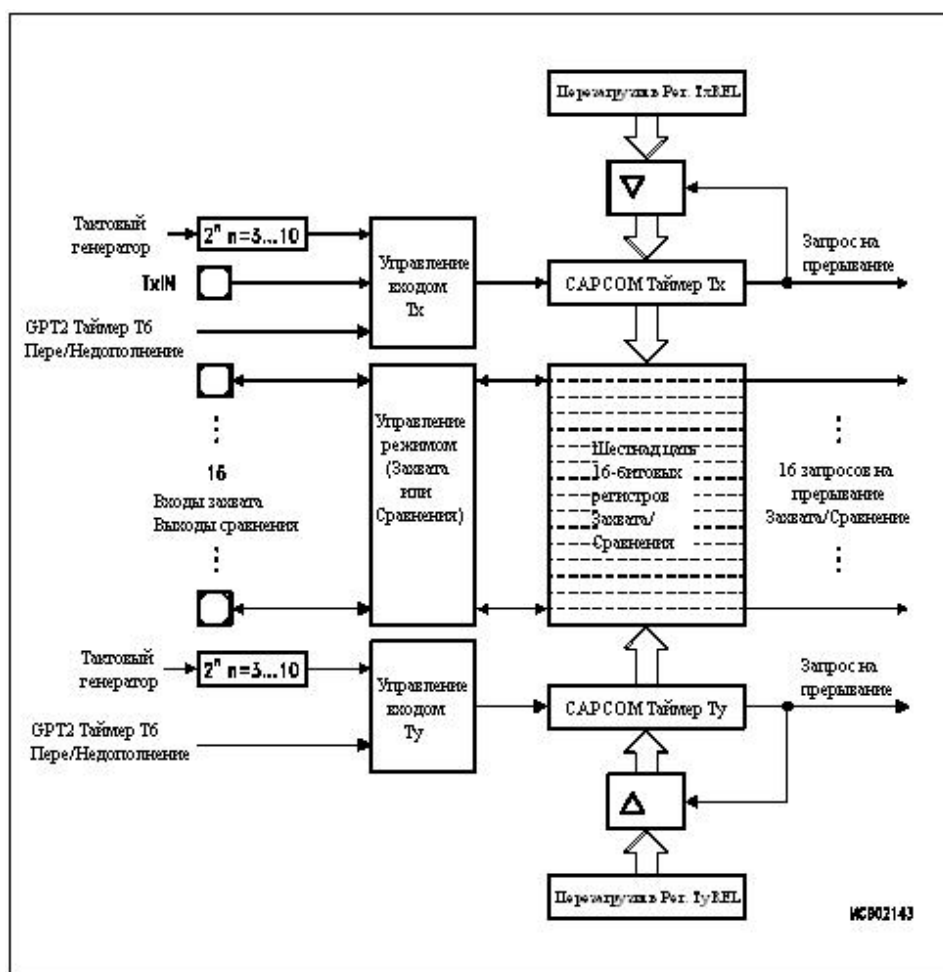 Перезагрузка Рег. TxREL
Тактовый
генератор
2ⁿ n=3...10
TxIN
GPT2 Таймер T6
Пере/Недополнение
Управление
входом
Tx
CAPCOM Таймер Tx
Запрос на
прерывание
16
Входы захвата
Выходы сравнения
Управление
режимом
(Захвата
или
Сравнения)
Шестнадцать
16-битовых
регистров
Захвата/
Сравнения
16 запросов на
прерывание
Захвата/Сравнение
Тактовый
генератор
2ⁿ n=3...10
GPT2 Таймер T6
Пере/Недополнение
Управление
входом
Ty
CAPCOM Таймер Ty
Запрос на
прерывание
Перезагрузка Рег. TyREL
MCB02143